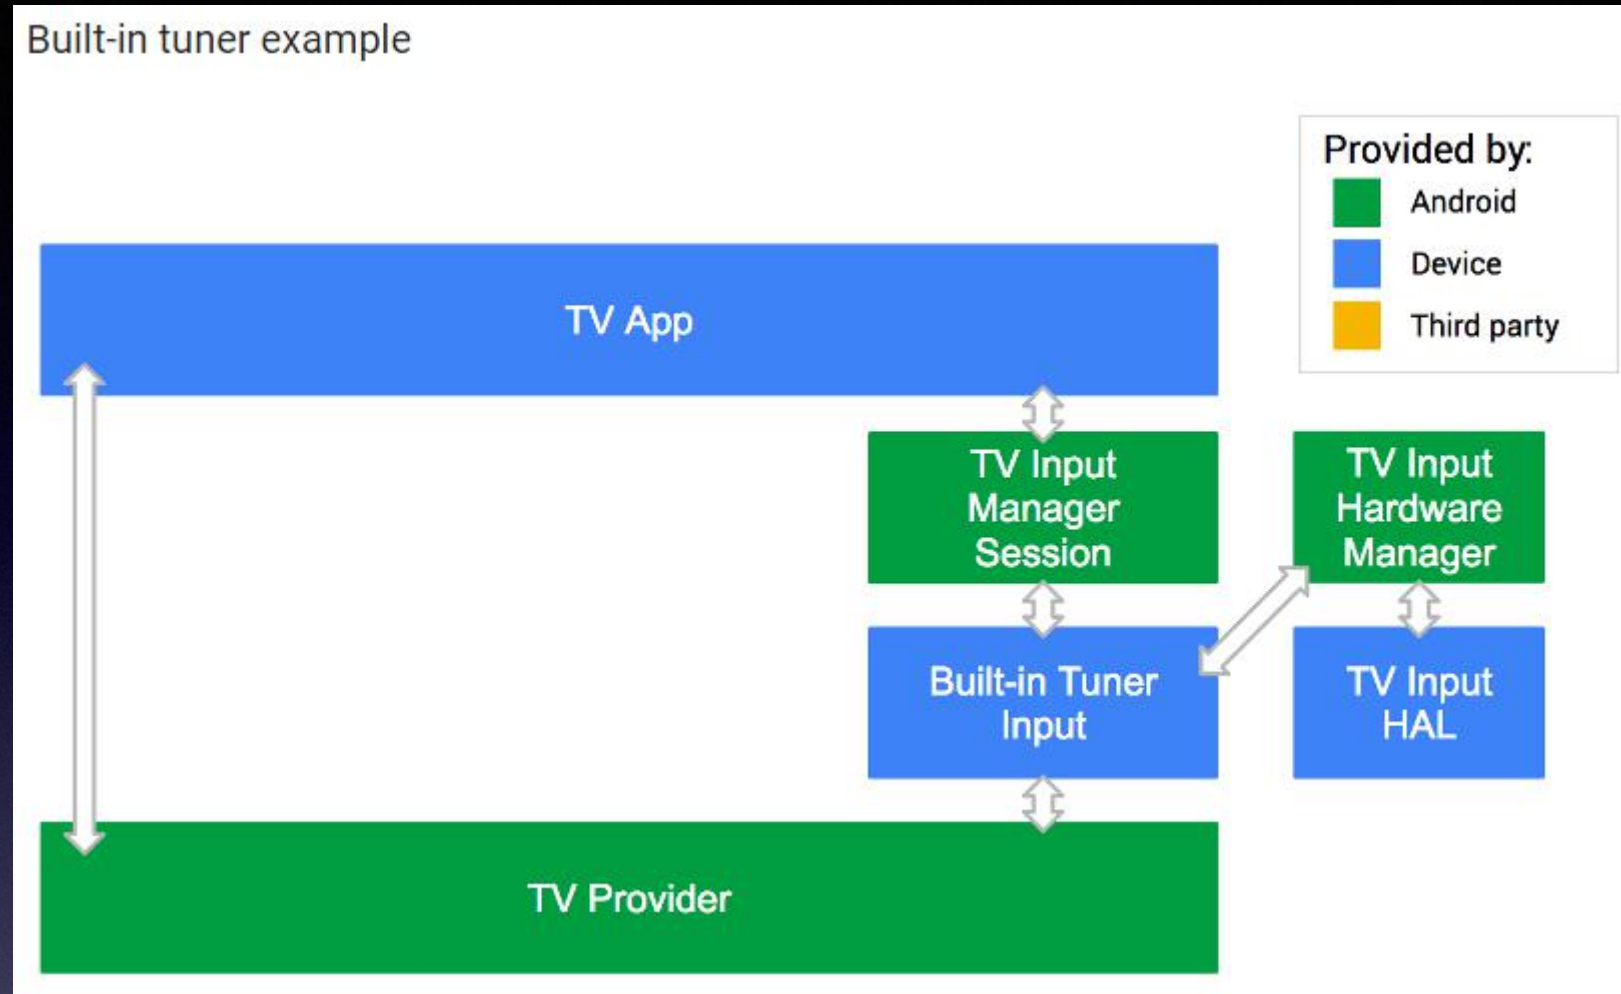 Built-in tuner example
Provided by:
Android
Device
Third party
TV App
TV Input
Manager
Session
TV Input
Hardware
Manager
Built-in Tuner
Input
TV Input
HAL
TV Provider